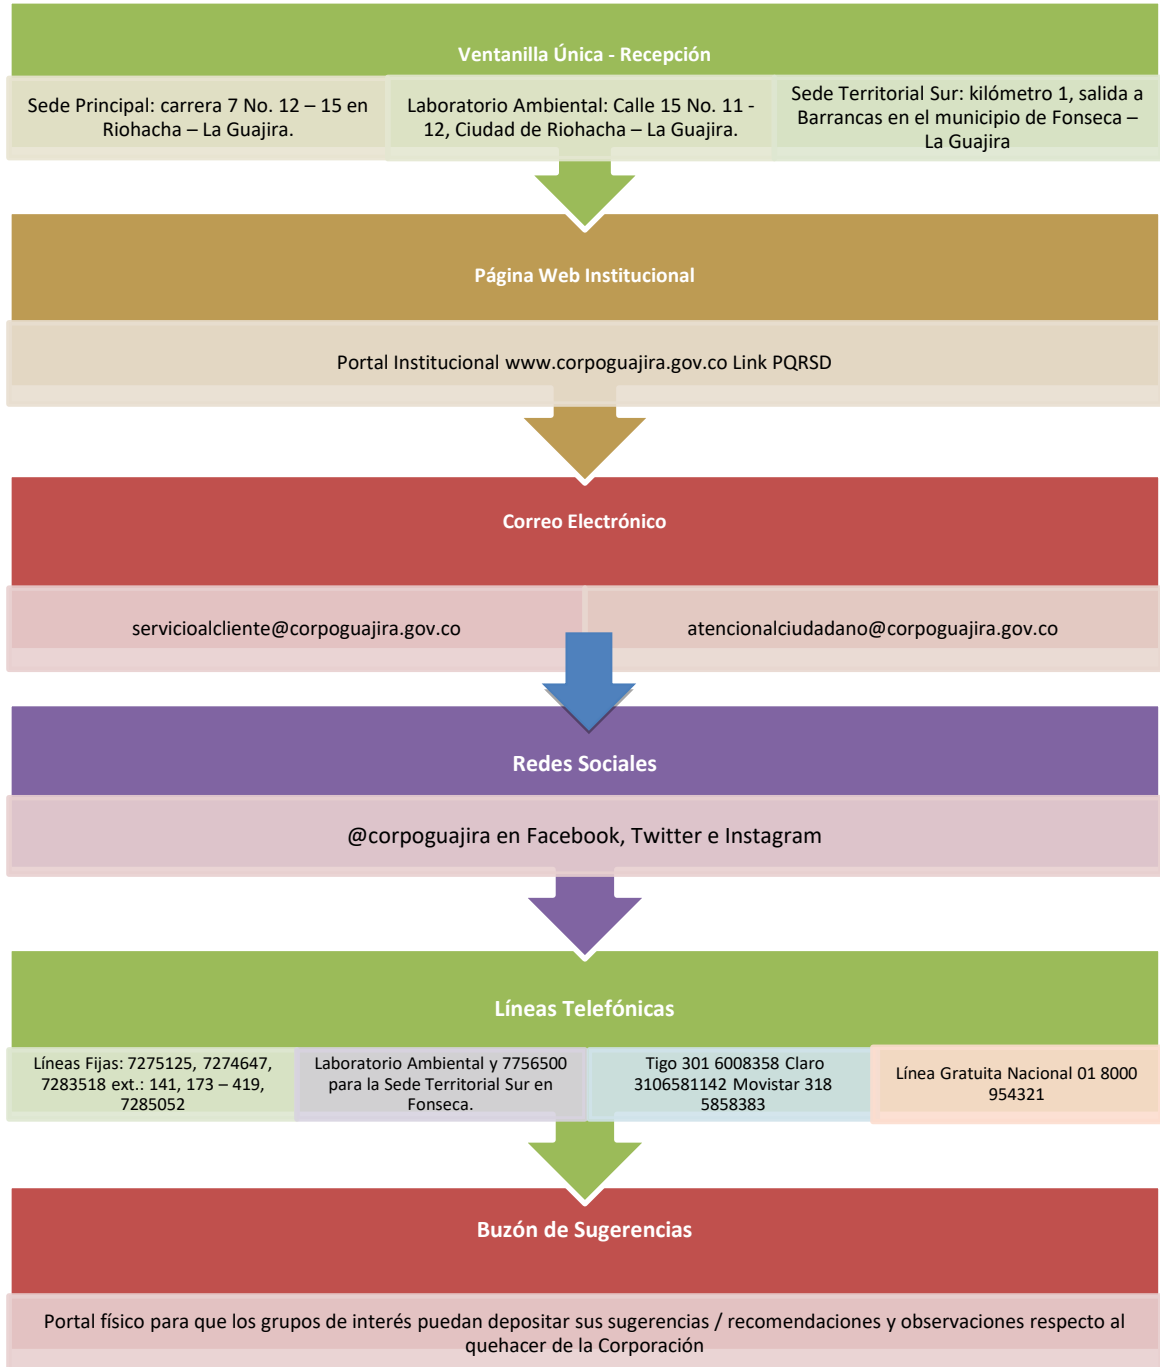 Ventanilla Única - Recepción
Sede Principal: carrera 7 No. 12 – 15 en
Riohacha – La Guajira.
Laboratorio Ambiental: Calle 15 No. 11 -
12, Ciudad de Riohacha – La Guajira.
Sede Territorial Sur: kilómetro 1, salida a
Barrancas en el municipio de Fonseca –
La Guajira
Página Web Institucional
Portal Institucional www.corpoguajira.gov.co Link PQRSD
Correo Electrónico
servicioalcliente@corpoguajira.gov.co
atencionalciudadano@corpoguajira.gov.co
Redes Sociales
@corpoguajira en Facebook, Twitter e Instagram
Líneas Telefónicas
Líneas Fijas: 7275125, 7274647,
7283518 ext.: 141, 173 – 419,
7285052
Laboratorio Ambiental y 7756500
para la Sede Territorial Sur en
Fonseca.
Tigo 301 6008358 Claro
3106581142 Movistar 318
5858383
Línea Gratuita Nacional 01 8000
954321
Buzón de Sugerencias
Portal físico para que los grupos de interés puedan depositar sus sugerencias / recomendaciones y observaciones respecto al
quehacer de la Corporación